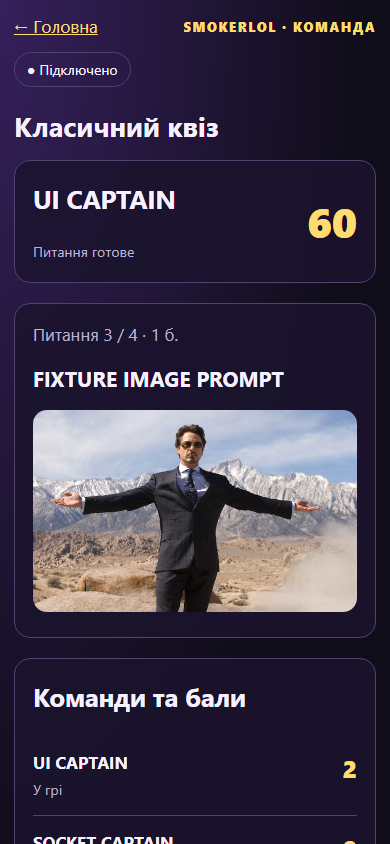 ← Головна
SMOKERLOL · КОМАНДА
● Підключено
Класичний квіз
UI CAPTAIN
60
Питання готове
Питання 3 / 4 · 1 б.
FIXTURE IMAGE PROMPT
Команди та бали
UI CAPTAIN
2
У грі
SOCKET CAPTAIN